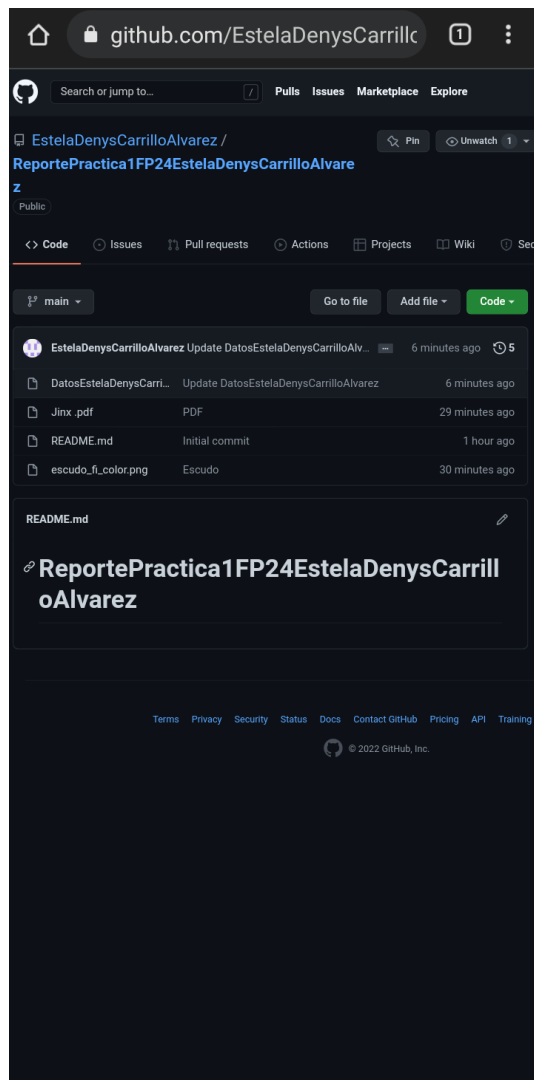 github.com/EstelaDenysCarrillc 1
Search or jump to... / Pulls Issues Marketplace Explore
EstelaDenysCarrilloAlvarez / Pin Unwatch 1
ReportePractica1FP24EstelaDenysCarrilloAlvare
z
Public
Code Issues Pull requests Actions Projects Wiki Sec
main Go to file Add file Code
EstelaDenysCarrilloAlvarez Update DatosEstelaDenysCarrilloAlv... ... 6 minutes ago 5
DatosEstelaDenysCarri... Update DatosEstelaDenysCarrilloAlvarez 6 minutes ago
Jinx .pdf PDF 29 minutes ago
README.md Initial commit 1 hour ago
escudo_fi_color.png Escudo 30 minutes ago
README.md
ReportePractica1FP24EstelaDenysCarrill
oAlvarez
Terms Privacy Security Status Docs Contact GitHub Pricing API Training
© 2022 GitHub, Inc.